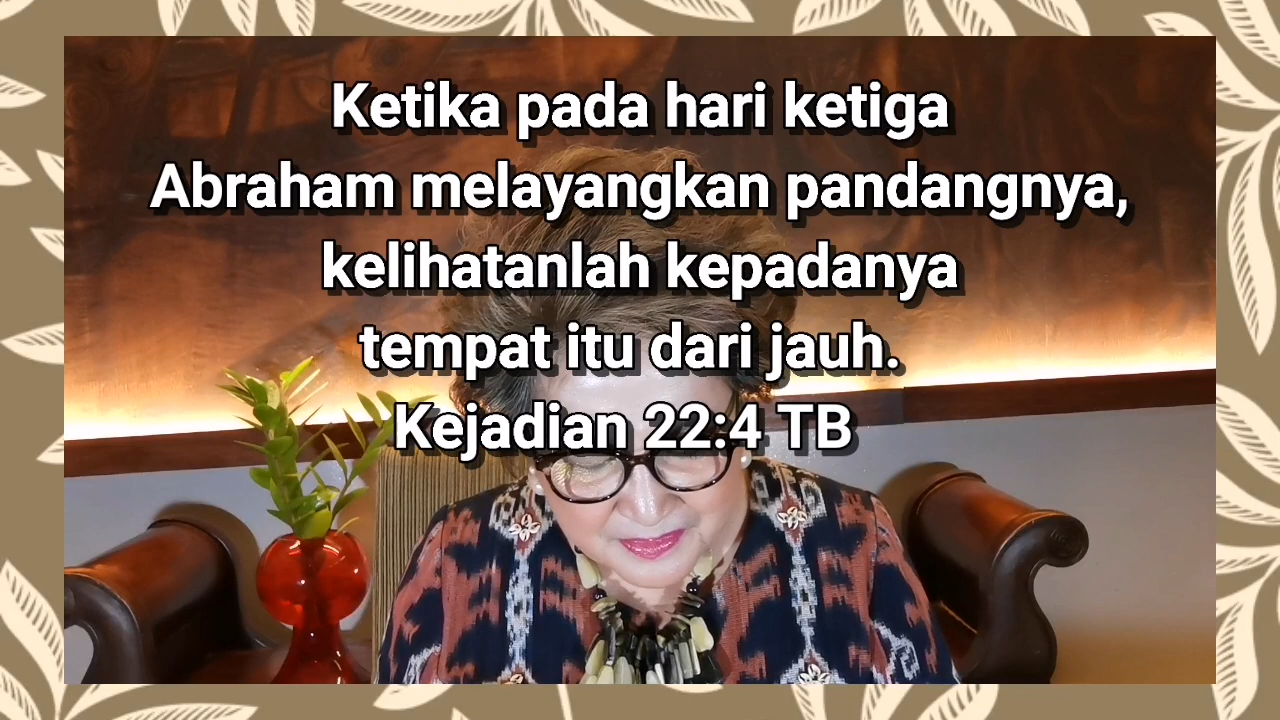 Ketika pada hari ketiga
Abraham melayangkan pandangnya,
kelihatanlah kepadanya
tempat itu dari jauh.
Kejadian 22:4 TB